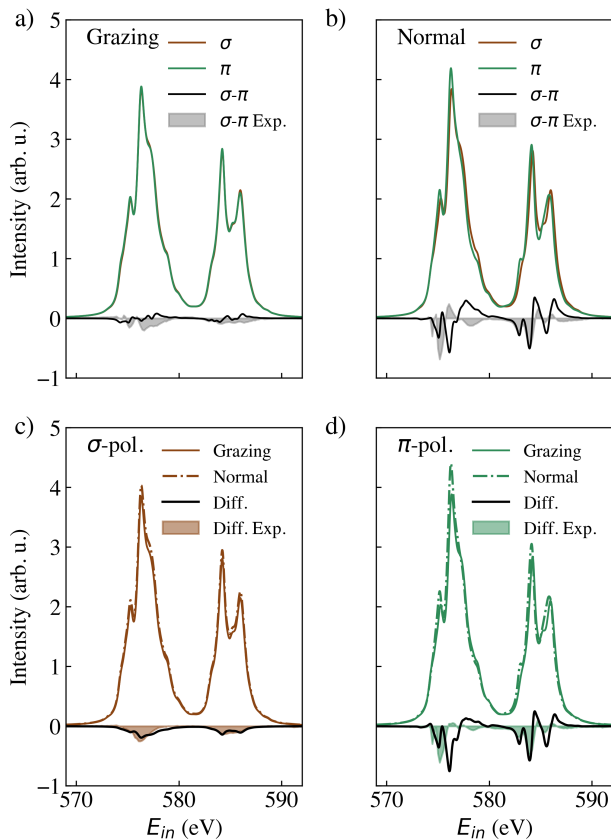 a)
Grazing
σ
π
σ-π
σ-π Exp.
5
4
3
2
1
0
−1
Intensity (arb. u.)
b)
Normal
σ
π
σ-π
σ-π Exp.
c)
σ-pol.
Grazing
Normal
Diff.
Diff. Exp.
5
4
3
2
1
0
−1
Intensity (arb. u.)
570
580
590
E_in (eV)
d)
π-pol.
Grazing
Normal
Diff.
Diff. Exp.
570
580
590
E_in (eV)